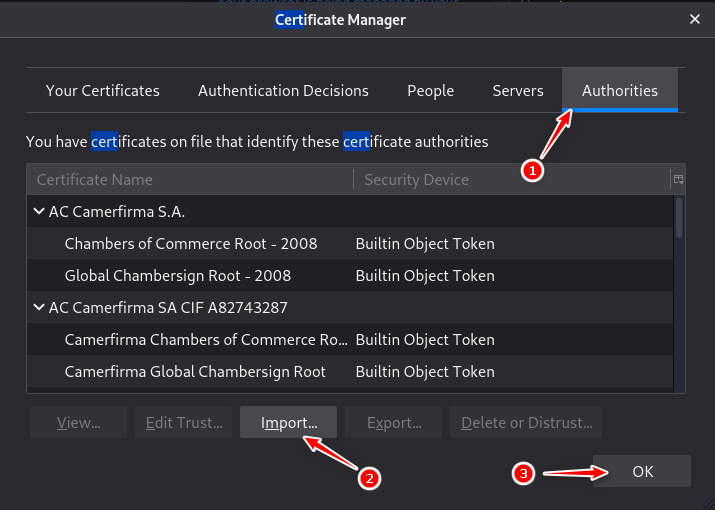 Certificate Manager
Your Certificates Authentication Decisions People Servers Authorities
You have certificates on file that identify these certificate authorities
1
Certificate Name Security Device
AC Camerfirma S.A.
Chambers of Commerce Root - 2008 Builtin Object Token
Global Chambersign Root - 2008 Builtin Object Token
AC Camerfirma SA CIF A82743287
Camerfirma Chambers of Commerce Ro... Builtin Object Token
Camerfirma Global Chambersign Root Builtin Object Token
View... Edit Trust... Import... Export... Delete or Distrust...
2
3 OK